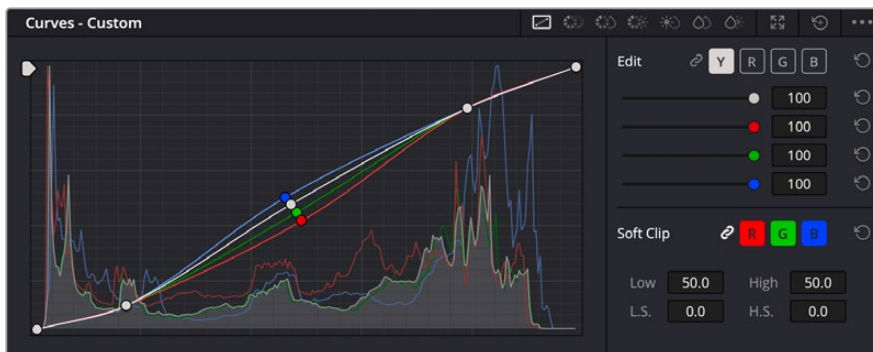 Curves - Custom
Edit Y R G B
100
100
100
100
Soft Clip R G B
Low 50.0 High 50.0
L.S. 0.0 H.S. 0.0